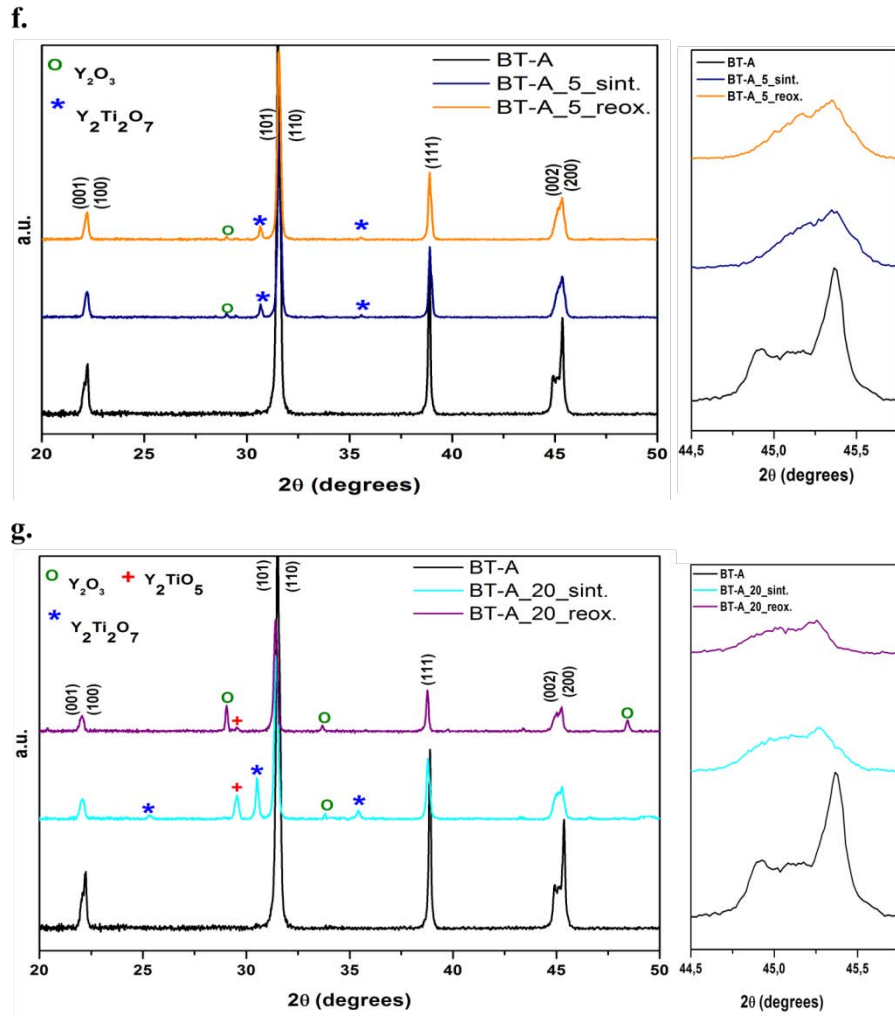 f.
O Y₂O₃
* Y₂Ti₂O₇
BT-A
BT-A_5_sint.
BT-A_5_reox.
(001)
(100)
(101)
(110)
(111)
(002)
(200)
O
*
*
O
*
*
a.u.
20 25 30 35 40 45 50
2θ (degrees)
BT-A
BT-A_5_sint.
BT-A_5_reox.
44,5 45,0 45,5
2θ (degrees)
g.
O Y₂O₃ + Y₂TiO₅
* Y₂Ti₂O₇
BT-A
BT-A_20_sint.
BT-A_20_reox.
(001)
(100)
(101)
(110)
(111)
(002)
(200)
O
+
O
O
*
+
*
O
*
a.u.
20 25 30 35 40 45 50
2θ (degrees)
BT-A
BT-A_20_sint.
BT-A_20_reox.
44,5 45,0 45,5
2θ (degrees)